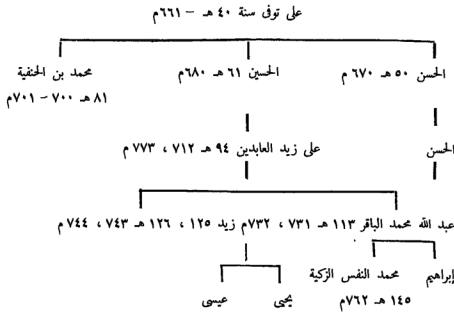 على توفى سنة ٤٠ هـ – ٦٦١م
الحسن ٥٠ هـ ٦٧٠ م الحسين ٦١ هـ ٦٨٠م محمد بن الحنفية
٨١ هـ ٧٠٠ – ٧٠١م
الحسن على زيد العابدين ٩٤ هـ ٧١٢ ، ٧٧٣ م
عبد الله محمد الباقر ١١٣ هـ ٧٣١ ، ٧٣٢م زيد ١٢٥ ، ١٢٦ هـ ٧٤٣ ، ٧٤٤م
إبراهيم محمد النفس الزكية
١٤٥ هـ ٧٦٢م يحيى عيسى